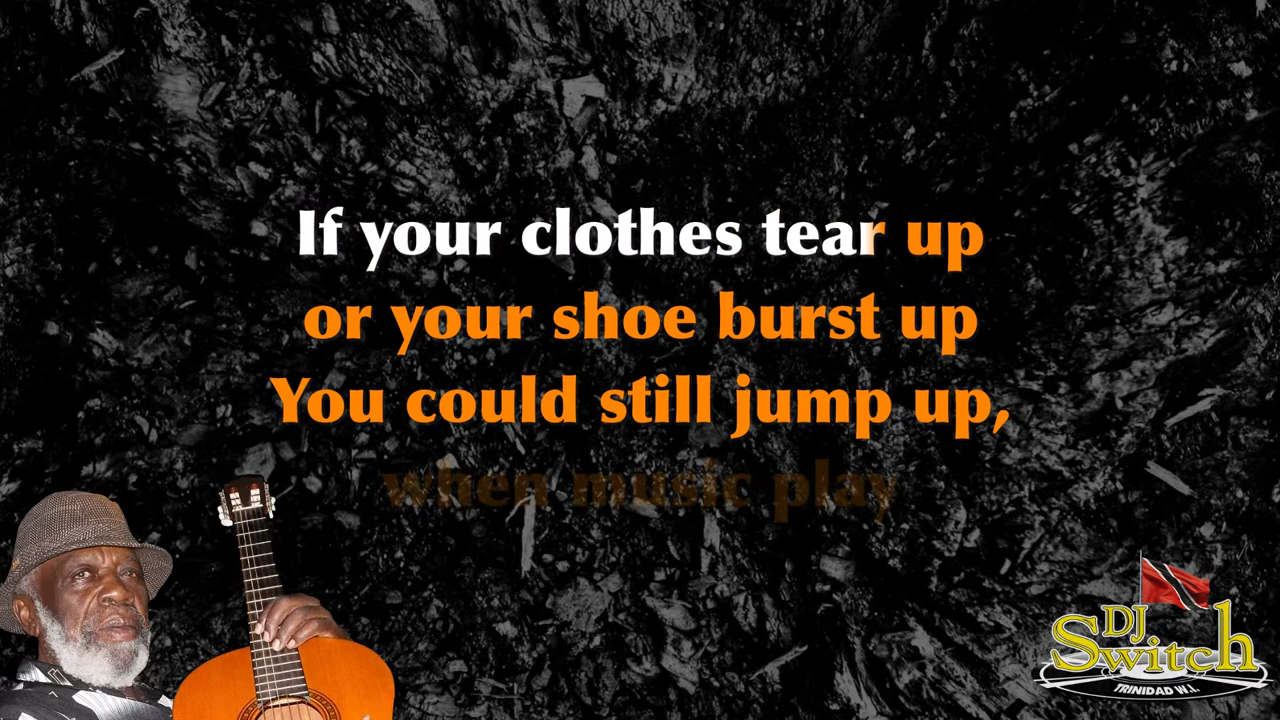 If your clothes tear up
or your shoe burst up
You could still jump up,
when music play
DJ
Switch
TRINIDAD W.I.